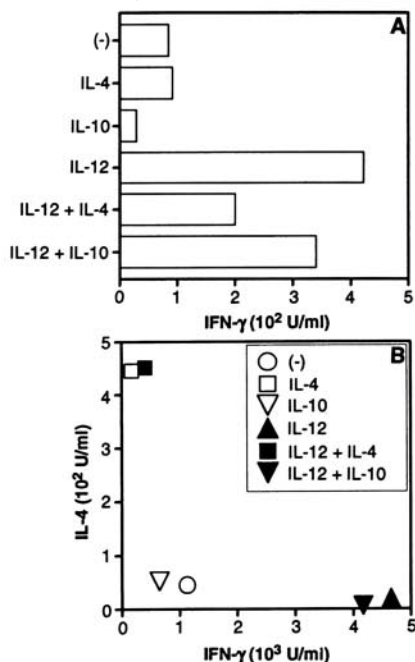 A
(-)
IL-4
IL-10
IL-12
IL-12 + IL-4
IL-12 + IL-10
0 1 2 3 4 5
IFN-γ (10² U/ml)
B
5
4
3
2
1
0
IL-4 (10² U/ml)
(-)
IL-4
IL-10
IL-12
IL-12 + IL-4
IL-12 + IL-10
0 1 2 3 4 5
IFN-γ (10³ U/ml)